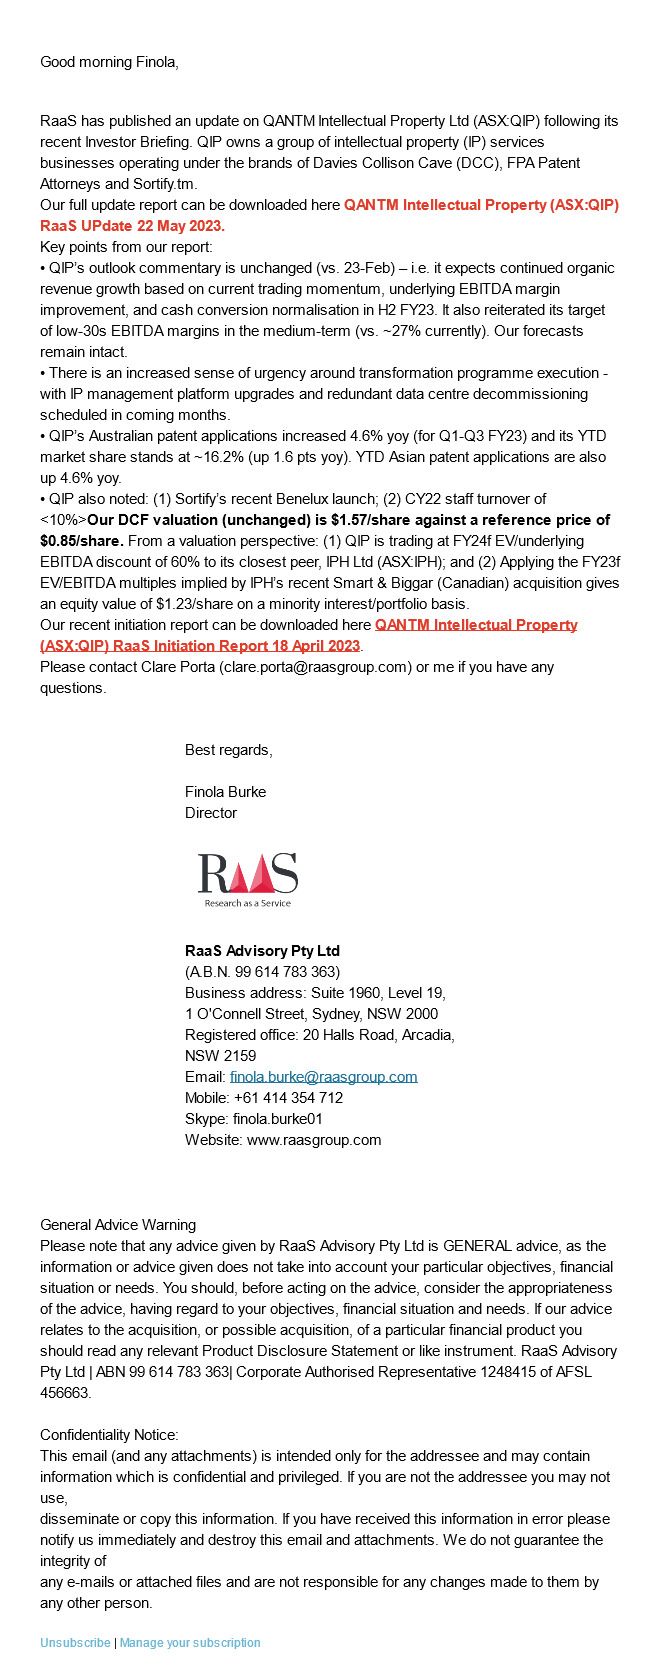 Good morning Finola,
RaaS has published an update on QANTM Intellectual Property Ltd (ASX:QIP) following its
recent Investor Briefing. QIP owns a group of intellectual property (IP) services
businesses operating under the brands of Davies Collison Cave (DCC), FPA Patent
Attorneys and Sortify.tm.
Our full update report can be downloaded here QANTM Intellectual Property (ASX:QIP)
RaaS UPdate 22 May 2023.
Key points from our report:
• QIP's outlook commentary is unchanged (vs. 23-Feb) – i.e. it expects continued organic
revenue growth based on current trading momentum, underlying EBITDA margin
improvement, and cash conversion normalisation in H2 FY23. It also reiterated its target
of low-30s EBITDA margins in the medium-term (vs. ~27% currently). Our forecasts
remain intact.
• There is an increased sense of urgency around transformation programme execution -
with IP management platform upgrades and redundant data centre decommissioning
scheduled in coming months.
• QIP's Australian patent applications increased 4.6% yoy (for Q1-Q3 FY23) and its YTD
market share stands at ~16.2% (up 1.6 pts yoy). YTD Asian patent applications are also
up 4.6% yoy.
• QIP also noted: (1) Sortify's recent Benelux launch; (2) CY22 staff turnover of
<10%>Our DCF valuation (unchanged) is $1.57/share against a reference price of
$0.85/share. From a valuation perspective: (1) QIP is trading at FY24f EV/underlying
EBITDA discount of 60% to its closest peer, IPH Ltd (ASX:IPH); and (2) Applying the FY23f
EV/EBITDA multiples implied by IPH's recent Smart & Biggar (Canadian) acquisition gives
an equity value of $1.23/share on a minority interest/portfolio basis.
Our recent initiation report can be downloaded here QANTM Intellectual Property
(ASX:QIP) RaaS Initiation Report 18 April 2023.
Please contact Clare Porta (clare.porta@raasgroup.com) or me if you have any
questions.
Best regards,
Finola Burke
Director
RaaS
Research as a Service
RaaS Advisory Pty Ltd
(A.B.N. 99 614 783 363)
Business address: Suite 1960, Level 19,
1 O'Connell Street, Sydney, NSW 2000
Registered office: 20 Halls Road, Arcadia,
NSW 2159
Email: finola.burke@raasgroup.com
Mobile: +61 414 354 712
Skype: finola.burke01
Website: www.raasgroup.com
General Advice Warning
Please note that any advice given by RaaS Advisory Pty Ltd is GENERAL advice, as the
information or advice given does not take into account your particular objectives, financial
situation or needs. You should, before acting on the advice, consider the appropriateness
of the advice, having regard to your objectives, financial situation and needs. If our advice
relates to the acquisition, or possible acquisition, of a particular financial product you
should read any relevant Product Disclosure Statement or like instrument. RaaS Advisory
Pty Ltd | ABN 99 614 783 363| Corporate Authorised Representative 1248415 of AFSL
456663.
Confidentiality Notice:
This email (and any attachments) is intended only for the addressee and may contain
information which is confidential and privileged. If you are not the addressee you may not
use,
disseminate or copy this information. If you have received this information in error please
notify us immediately and destroy this email and attachments. We do not guarantee the
integrity of
any e-mails or attached files and are not responsible for any changes made to them by
any other person.
Unsubscribe | Manage your subscription